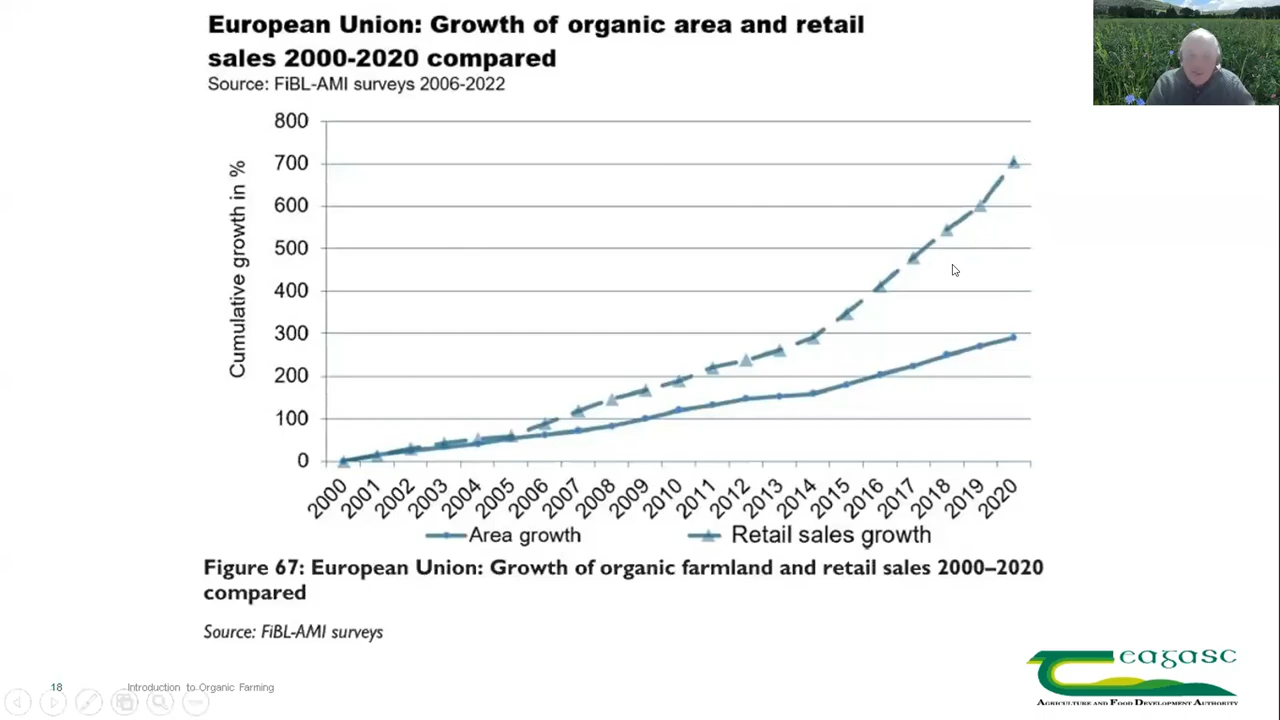 European Union: Growth of organic area and retail
sales 2000-2020 compared
Source: FiBL-AMI surveys 2006-2022
Cumulative growth in %
800
700
600
500
400
300
200
100
0
2000 2001 2002 2003 2004 2005 2006 2007 2008 2009 2010 2011 2012 2013 2014 2015 2016 2017 2018 2019 2020
Area growth Retail sales growth
Figure 67: European Union: Growth of organic farmland and retail sales 2000–2020
compared
Source: FiBL-AMI surveys
eagasc
Agriculture and Food Development Authority
18 Introduction to Organic Farming